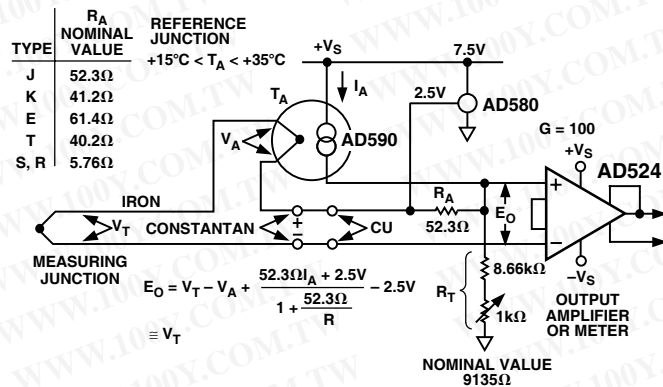 R_A
NOMINAL
TYPE VALUE
J 52.3Ω
K 41.2Ω
E 61.4Ω
T 40.2Ω
S, R 5.76Ω
REFERENCE
JUNCTION
+15°C < T_A < +35°C
+V_S
7.5V
I_A
2.5V
AD580
T_A
V_A
AD590
G = 100
+V_S
AD524
IRON
R_A
52.3Ω
E_O
+
–
V_T
CONSTANTAN
+
–
CU
MEASURING
JUNCTION
8.66kΩ
R_T
1kΩ
–V_S
OUTPUT
AMPLIFIER
OR METER
E_O = V_T – V_A + (52.3ΩI_A + 2.5V) / (1 + 52.3Ω/R) – 2.5V
≅ V_T
NOMINAL VALUE
9135Ω
WWW.100Y.COM.TW